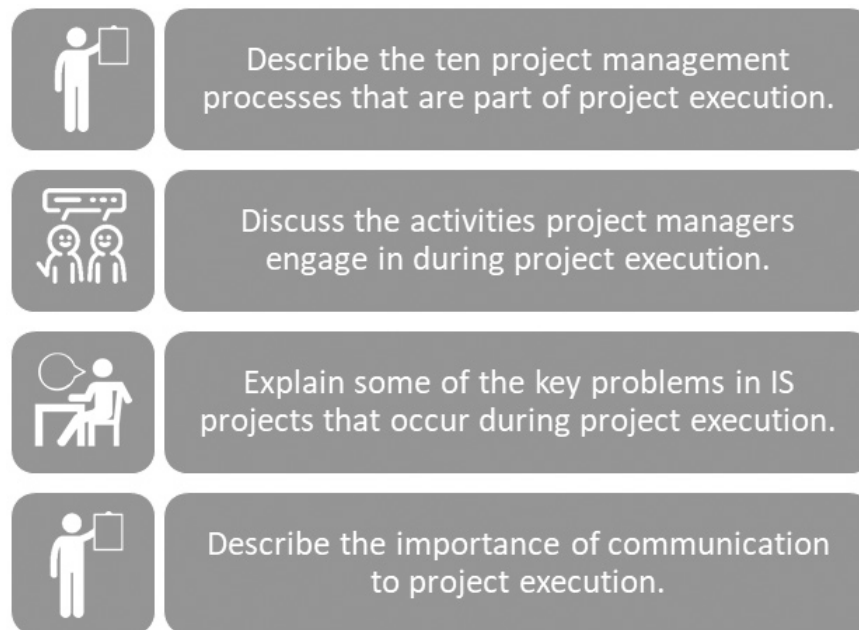 Describe the ten project management
processes that are part of project execution.
Discuss the activities project managers
engage in during project execution.
Explain some of the key problems in IS
projects that occur during project execution.
Describe the importance of communication
to project execution.